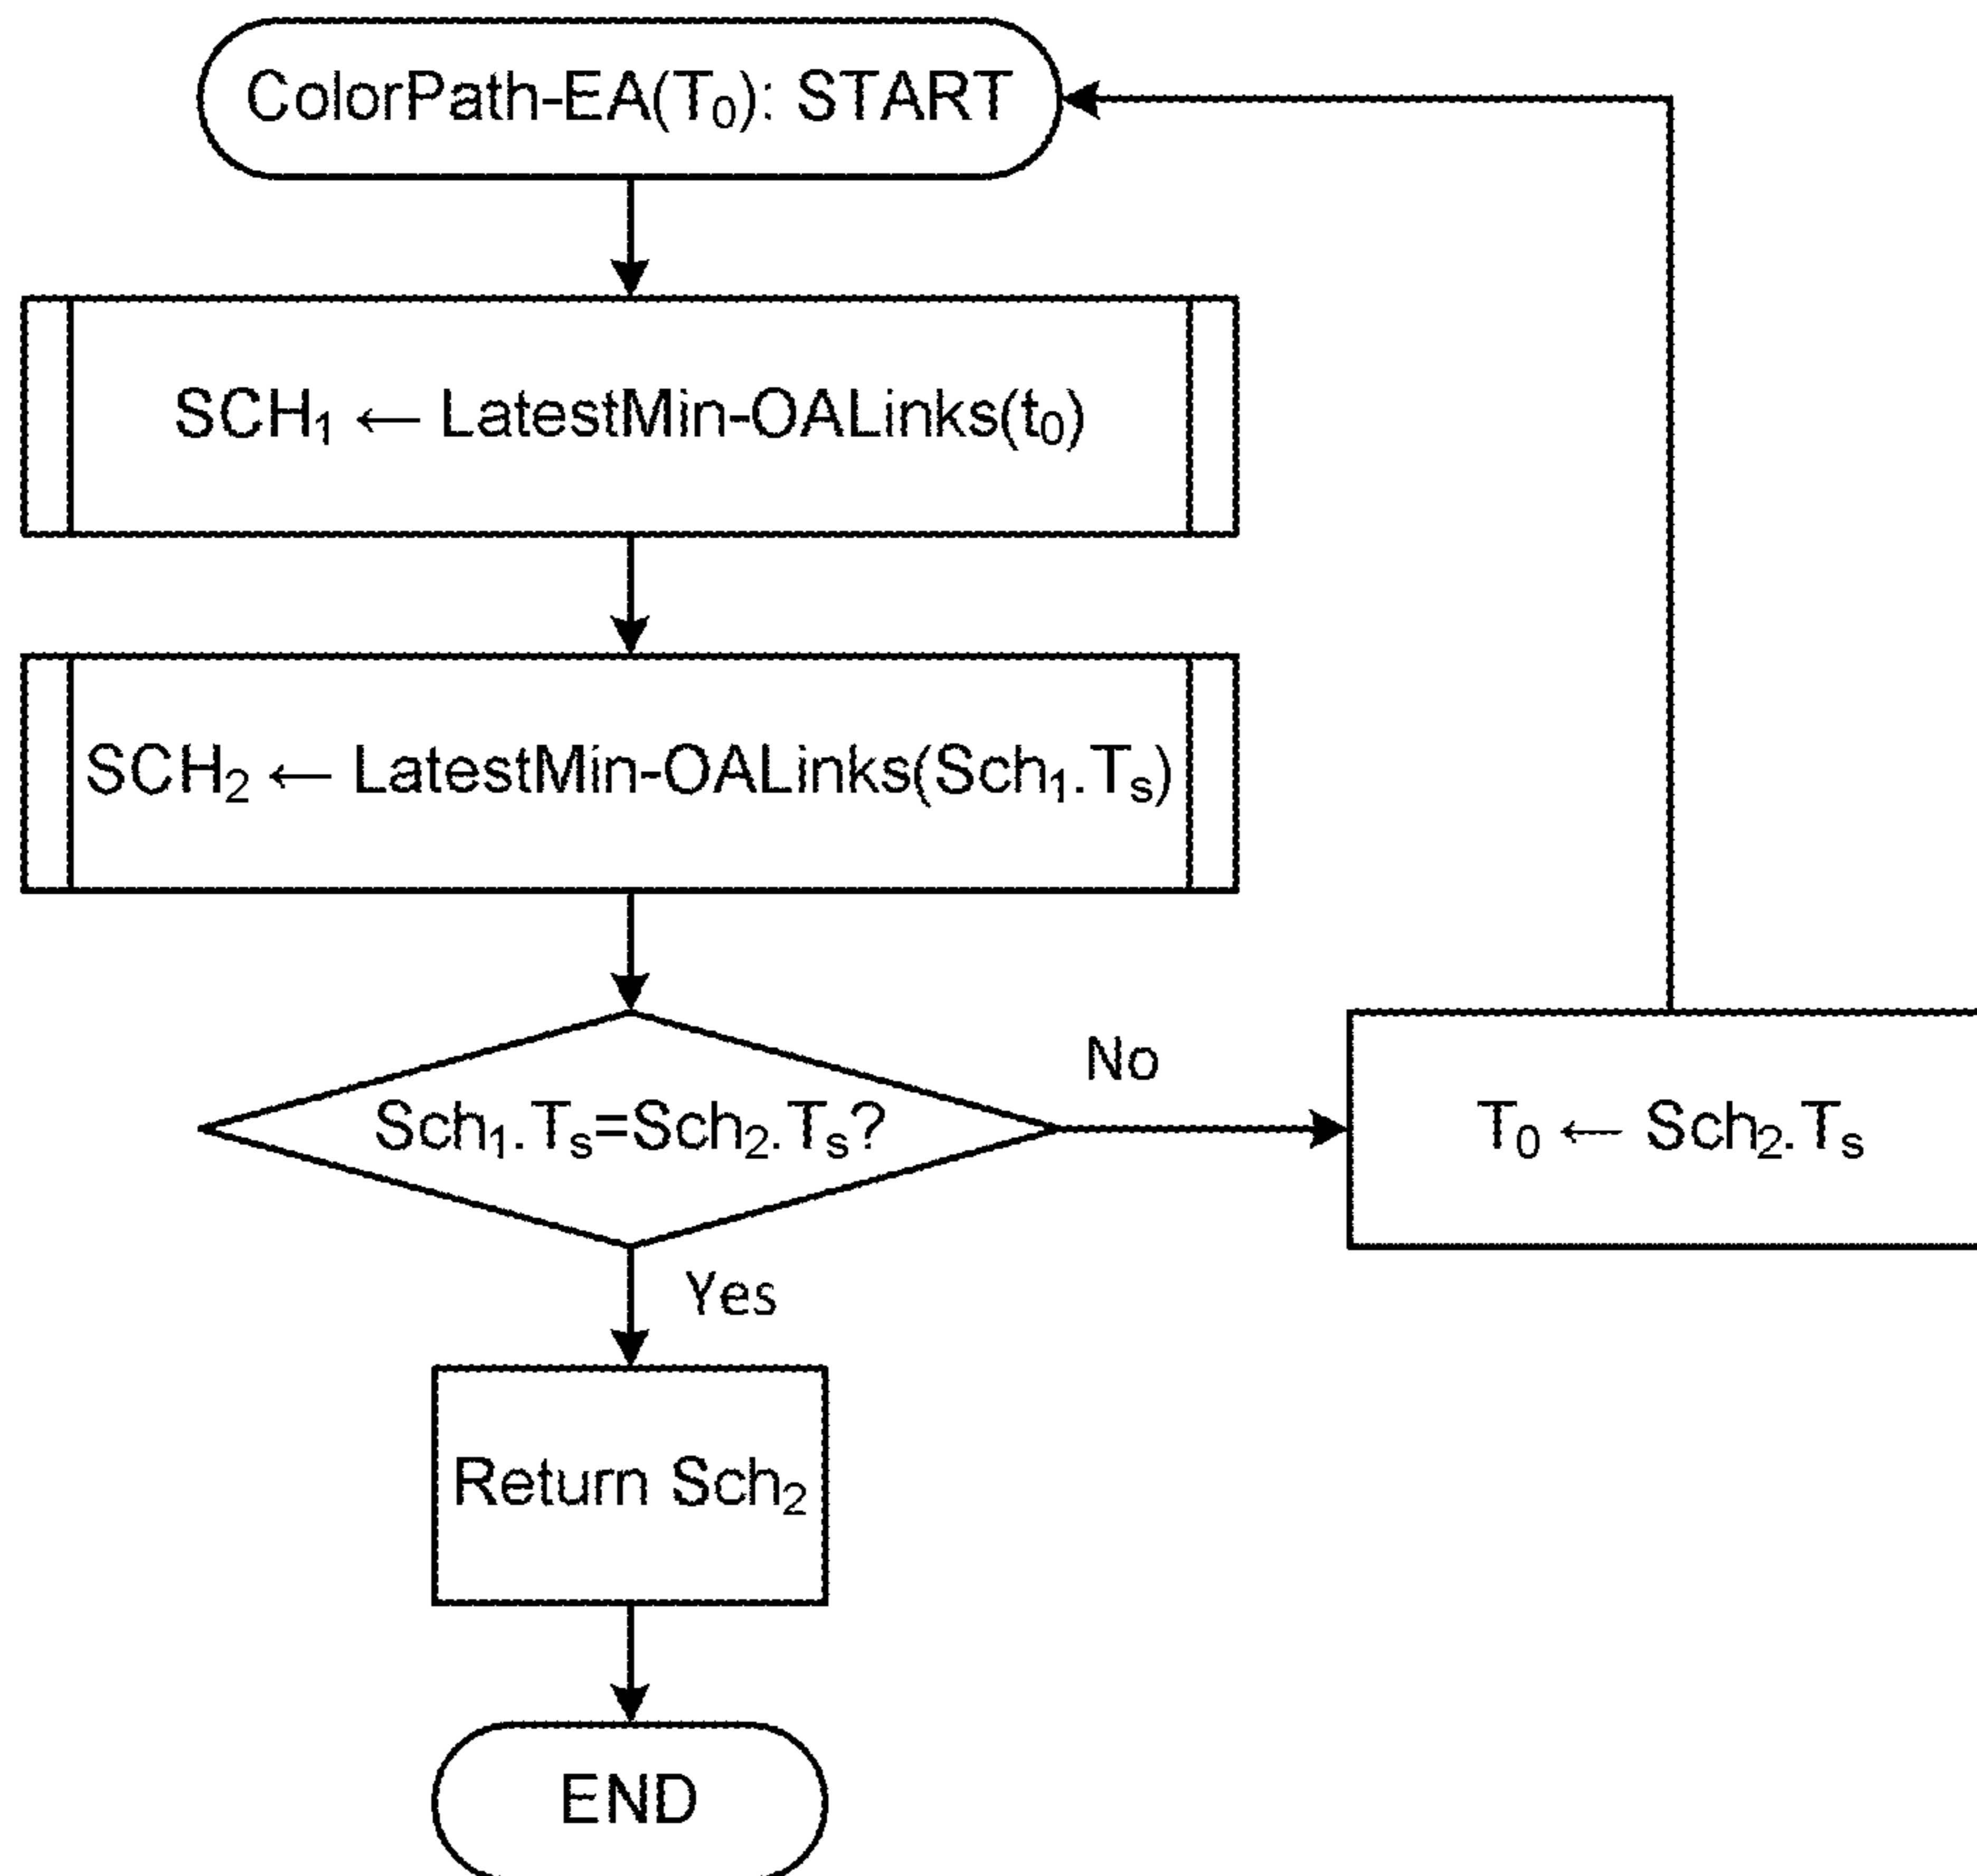 ColorPath-EA(T₀): START
SCH₁ ← LatestMin-OALinks(t₀)
SCH₂ ← LatestMin-OALinks(Sch₁.Tₛ)
Sch₁.Tₛ=Sch₂.Tₛ?
No
T₀ ← Sch₂.Tₛ
Yes
Return Sch₂
END